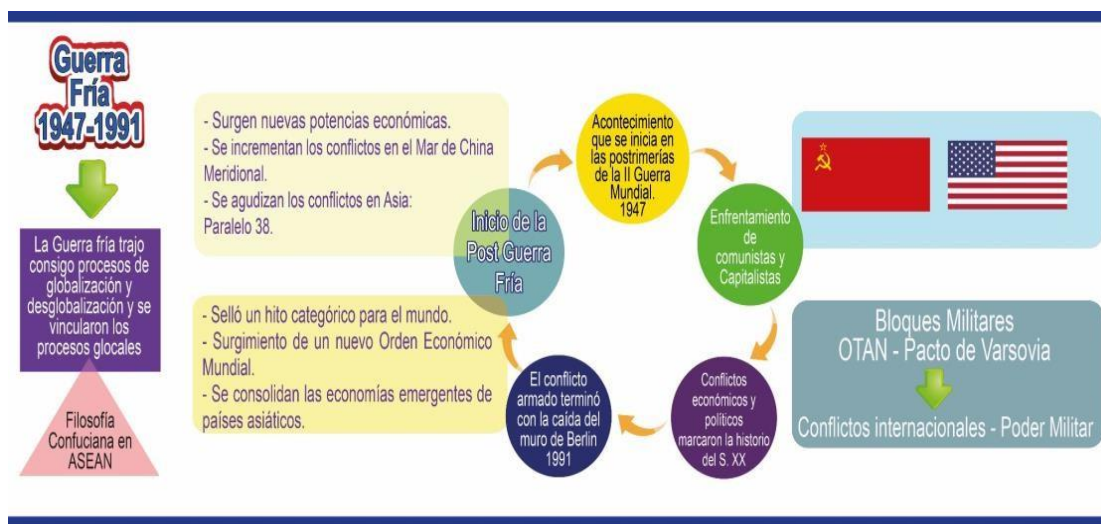 Guerra
Fría
1947-1991
La Guerra fría trajo
consigo procesos de
globalización y
desglobalización y se
vincularon los
procesos glocales
Filosofía
Confuciana en
ASEAN
- Surgen nuevas potencias económicas.
- Se incrementan los conflictos en el Mar de China
Meridional.
- Se agudizan los conflictos en Asia:
Paralelo 38.
- Selló un hito categórico para el mundo.
- Surgimiento de un nuevo Orden Económico
Mundial.
- Se consolidan las economías emergentes de
países asiáticos.
Inicio de la
Post Guerra
Fría
Acontecimiento
que se inicia en
las postrimerías
de la II Guerra
Mundial.
1947
Enfrentamiento
de
comunistas y
Capitalistas
Conflictos
económicos y
políticos
marcaron la historio
del S. XX
El conflicto
armado terminó
con la caída del
muro de Berlin
1991
Bloques Militares
OTAN - Pacto de Varsovia
Conflictos internacionales - Poder Militar